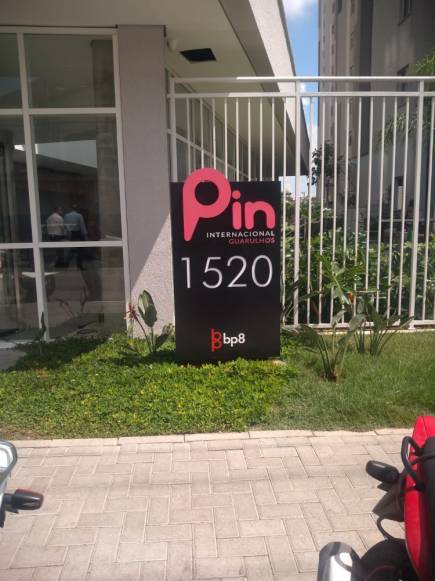 Pin
INTERNACIONAL
GUARULHOS
1520
bp8